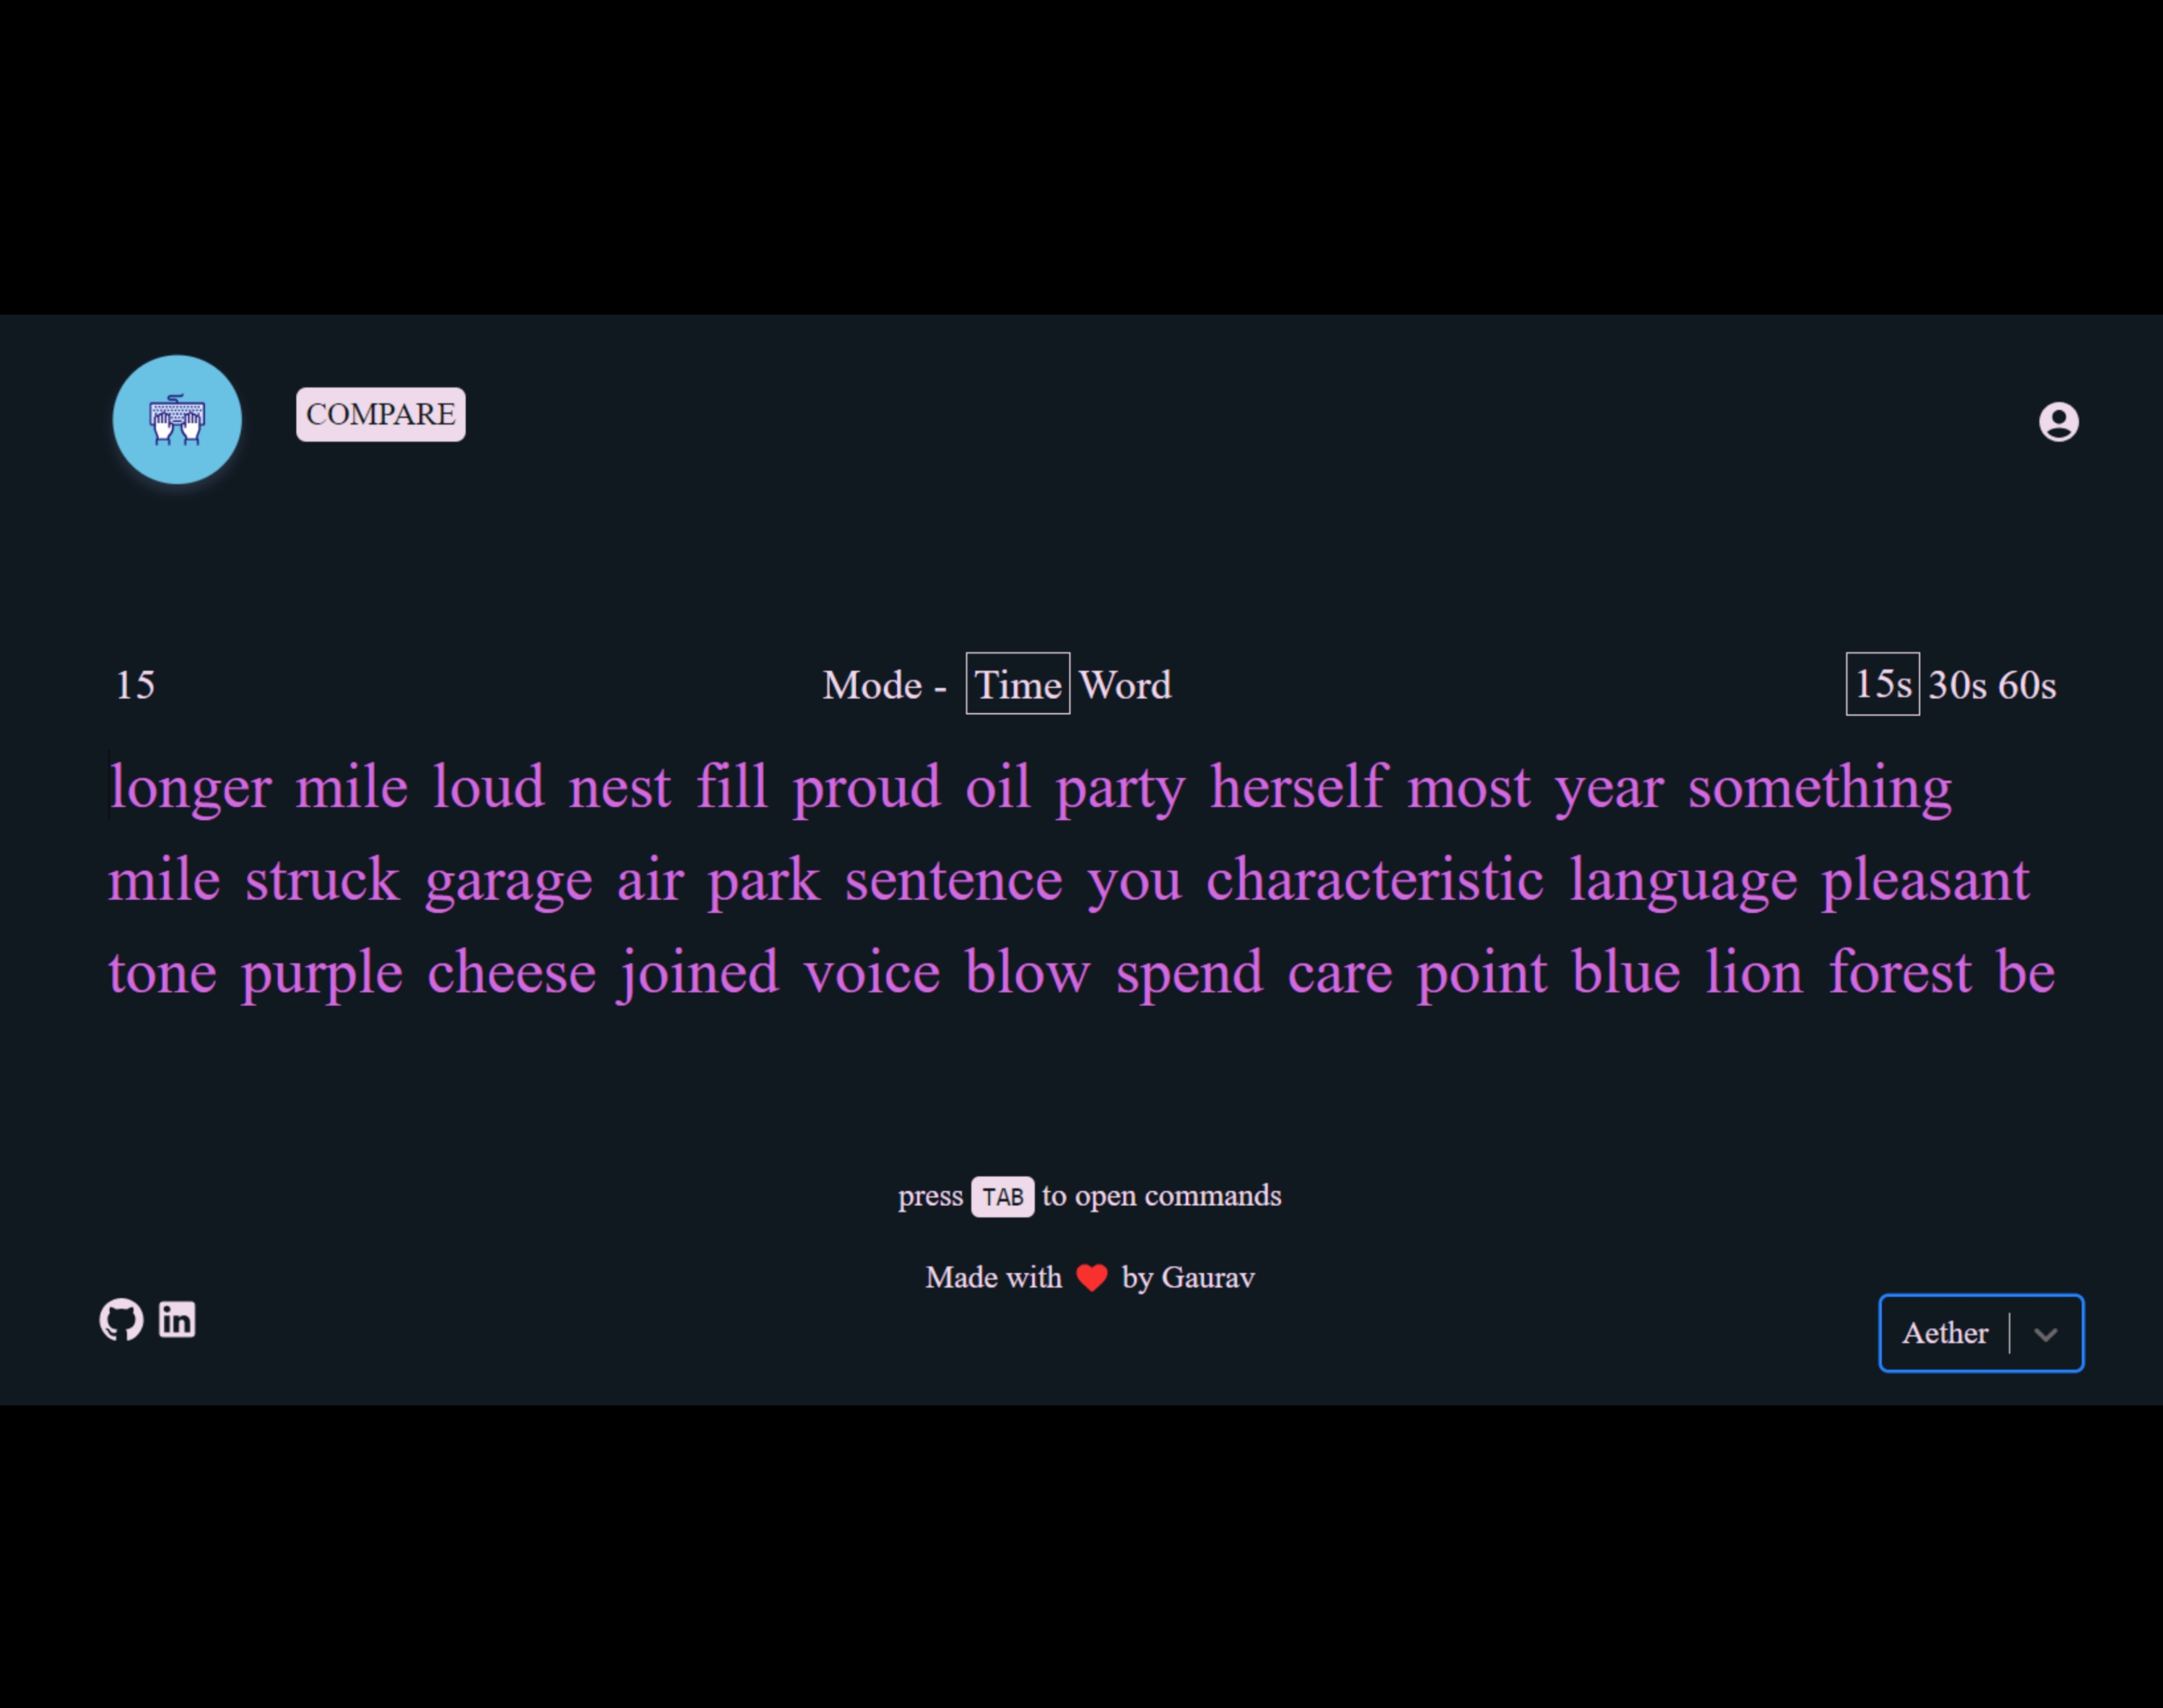 COMPARE
15 Mode - Time Word 15s 30s 60s
longer mile loud nest fill proud oil party herself most year something
mile struck garage air park sentence you characteristic language pleasant
tone purple cheese joined voice blow spend care point blue lion forest be
press TAB to open commands
Made with ❤ by Gaurav
in
Aether